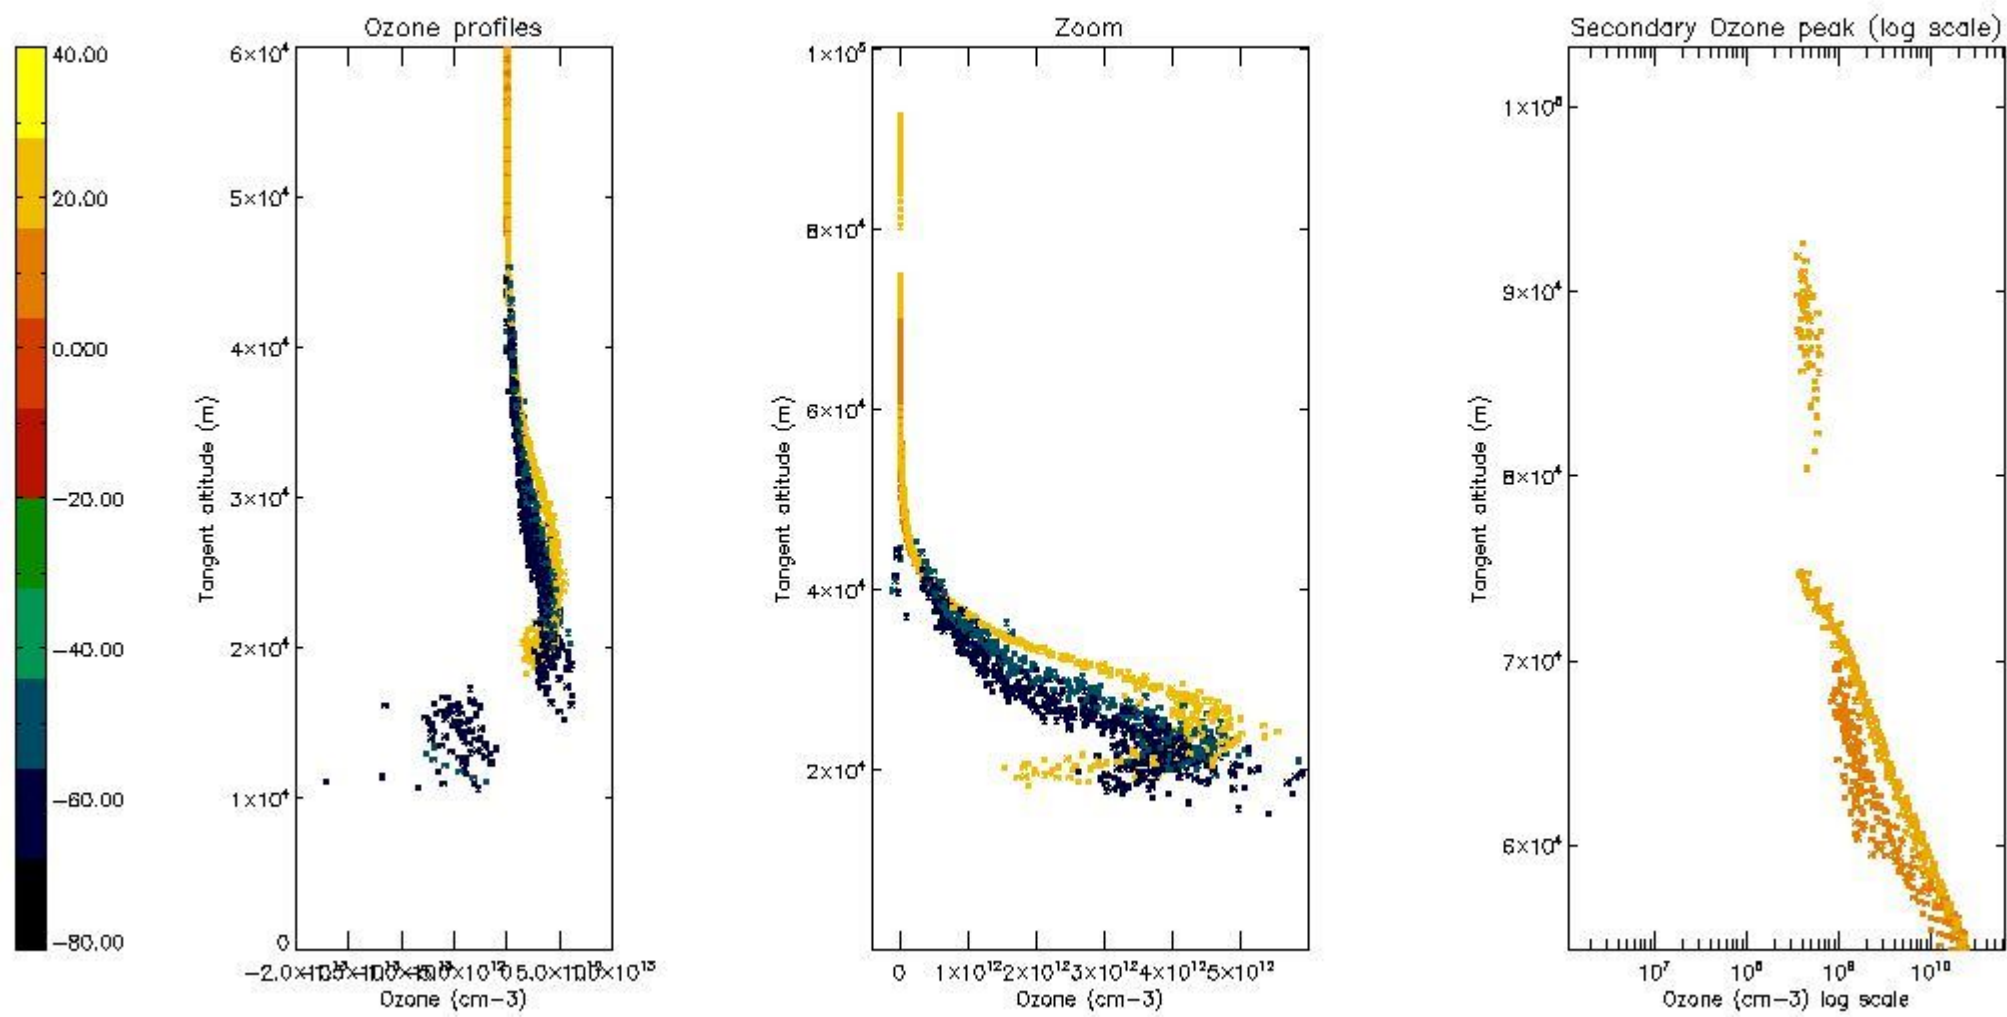 Ozone profiles
Zoom
Secondary Ozone peak (log scale)
40.00
20.00
0.000
−20.00
−40.00
−60.00
−80.00
6×10⁴
5×10⁴
4×10⁴
3×10⁴
2×10⁴
1×10⁴
0
Tangent altitude (m)
5.0×10¹²
Ozone (cm−3)
1×10⁵
8×10⁴
6×10⁴
4×10⁴
2×10⁴
Tangent altitude (m)
0 1×10¹² 2×10¹² 3×10¹² 4×10¹² 5×10¹²
Ozone (cm−3)
9×10⁴
8×10⁴
7×10⁴
6×10⁴
Tangent altitude (m)
10⁷ 10⁸ 10⁹ 10¹⁰
Ozone (cm−3) log scale